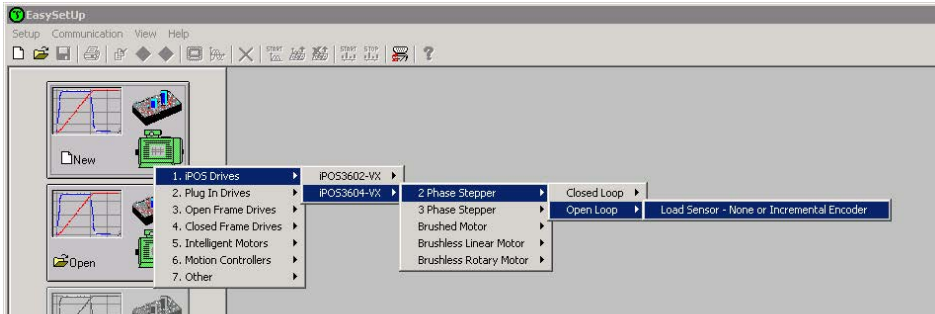 EasySetUp
Setup Communication View Help
START START STOP ?
New
1. iPOS Drives
2. Plug In Drives
3. Open Frame Drives
4. Closed Frame Drives
5. Intelligent Motors
6. Motion Controllers
7. Other
iPOS3602-VX
iPOS3604-VX
2 Phase Stepper
3 Phase Stepper
Brushed Motor
Brushless Linear Motor
Brushless Rotary Motor
Closed Loop
Open Loop
Load Sensor - None or Incremental Encoder
Open